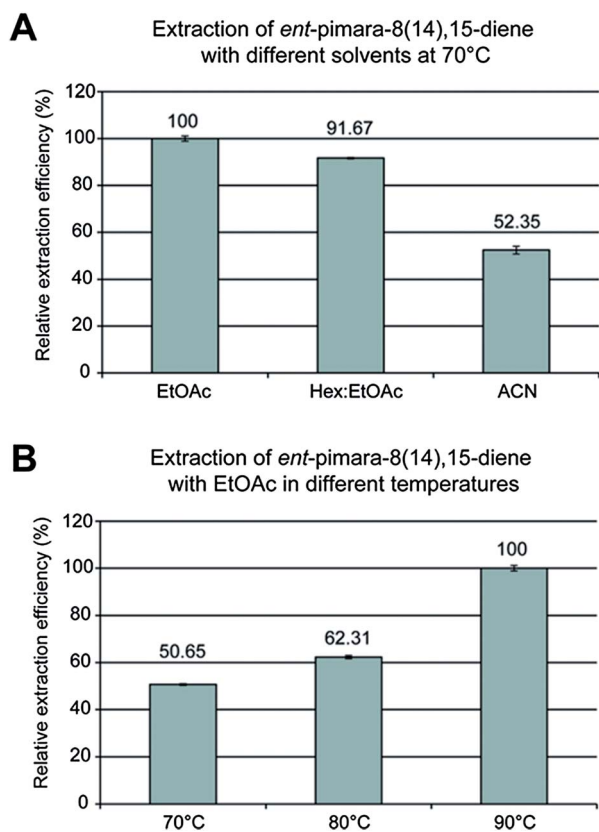 A
Extraction of ent-pimara-8(14),15-diene
with different solvents at 70°C
Relative extraction efficiency (%)
120
100
80
60
40
20
0
100
91.67
52.35
EtOAc
Hex:EtOAc
ACN
B
Extraction of ent-pimara-8(14),15-diene
with EtOAc in different temperatures
Relative extraction efficiency (%)
120
100
80
60
40
20
0
50.65
62.31
100
70°C
80°C
90°C